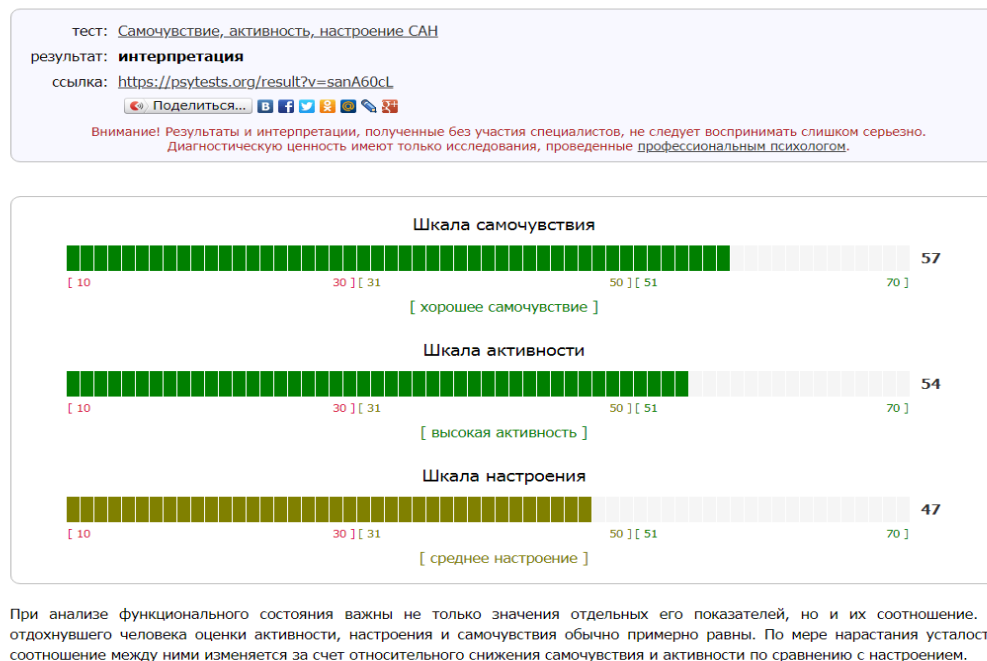 тест: Самочувствие, активность, настроение САН
результат: интерпретация
ссылка: https://psytests.org/result?v=sanA60cL
Поделиться...
Внимание! Результаты и интерпретации, полученные без участия специалистов, не следует воспринимать слишком серьезно.
Диагностическую ценность имеют только исследования, проведенные профессиональным психологом.
Шкала самочувствия
57
[ 10 30 ][ 31 50 ][ 51 70 ]
[ хорошее самочувствие ]
Шкала активности
54
[ 10 30 ][ 31 50 ][ 51 70 ]
[ высокая активность ]
Шкала настроения
47
[ 10 30 ][ 31 50 ][ 51 70 ]
[ среднее настроение ]
При анализе функционального состояния важны не только значения отдельных его показателей, но и их соотношение.
отдохнувшего человека оценки активности, настроения и самочувствия обычно примерно равны. По мере нарастания усталост
соотношение между ними изменяется за счет относительного снижения самочувствия и активности по сравнению с настроением.